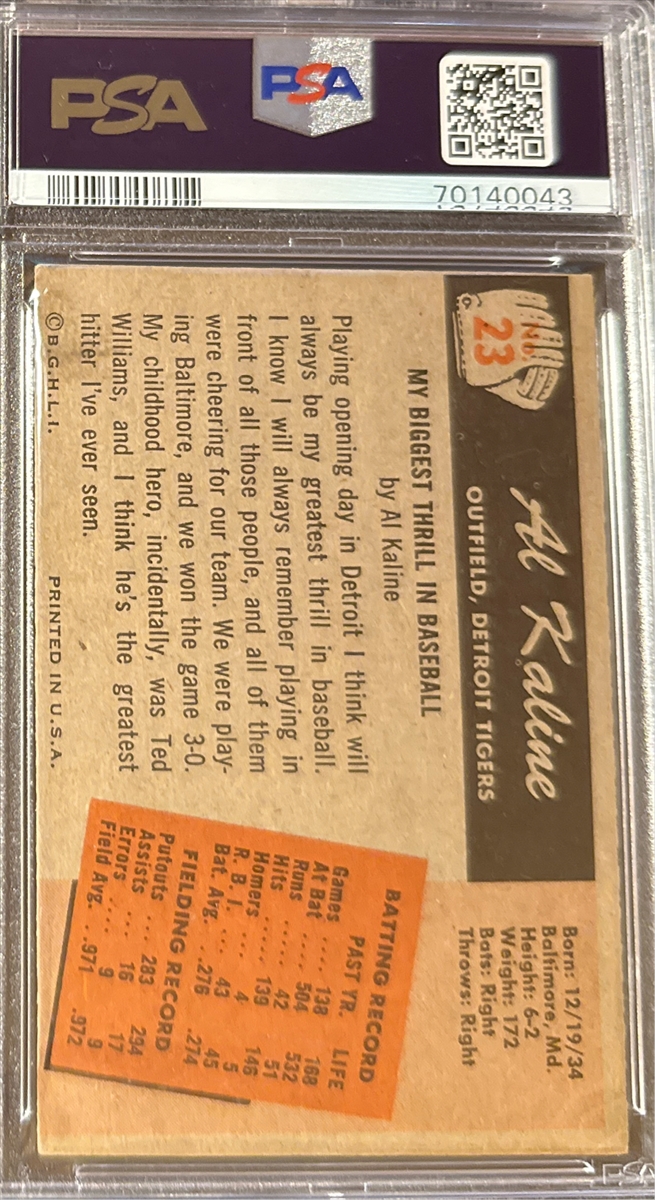 PSA
PSA
70140043
No. 23
Al Kaline
OUTFIELD, DETROIT TIGERS
Born: 12/19/34
Baltimore, Md.
Height: 6-2
Weight: 172
Bats: Right
Throws: Right
MY BIGGEST THRILL IN BASEBALL
by Al Kaline
Playing opening day in Detroit I think will
always be my greatest thrill in baseball.
I know I will always remember playing in
front of all those people, and all of them
were cheering for our team. We were play-
ing Baltimore, and we won the game 3-0.
My childhood hero, incidentally, was Ted
Williams, and I think he's the greatest
hitter I've ever seen.
©B.G.H.L.I.
PRINTED IN U.S.A.
BATTING RECORD
PAST YR. LIFE
Games .... 138 168
At Bat .... 504 532
Runs ..... 42 51
Hits ..... 139 146
Homers .... 4 5
R. B. I. .... 43 45
Bat. Avg. ..276 .274
FIELDING RECORD
Putouts ... 283 294
Assists .... 16 17
Errors .... 9 9
Field Avg. ..971 .972
PSA